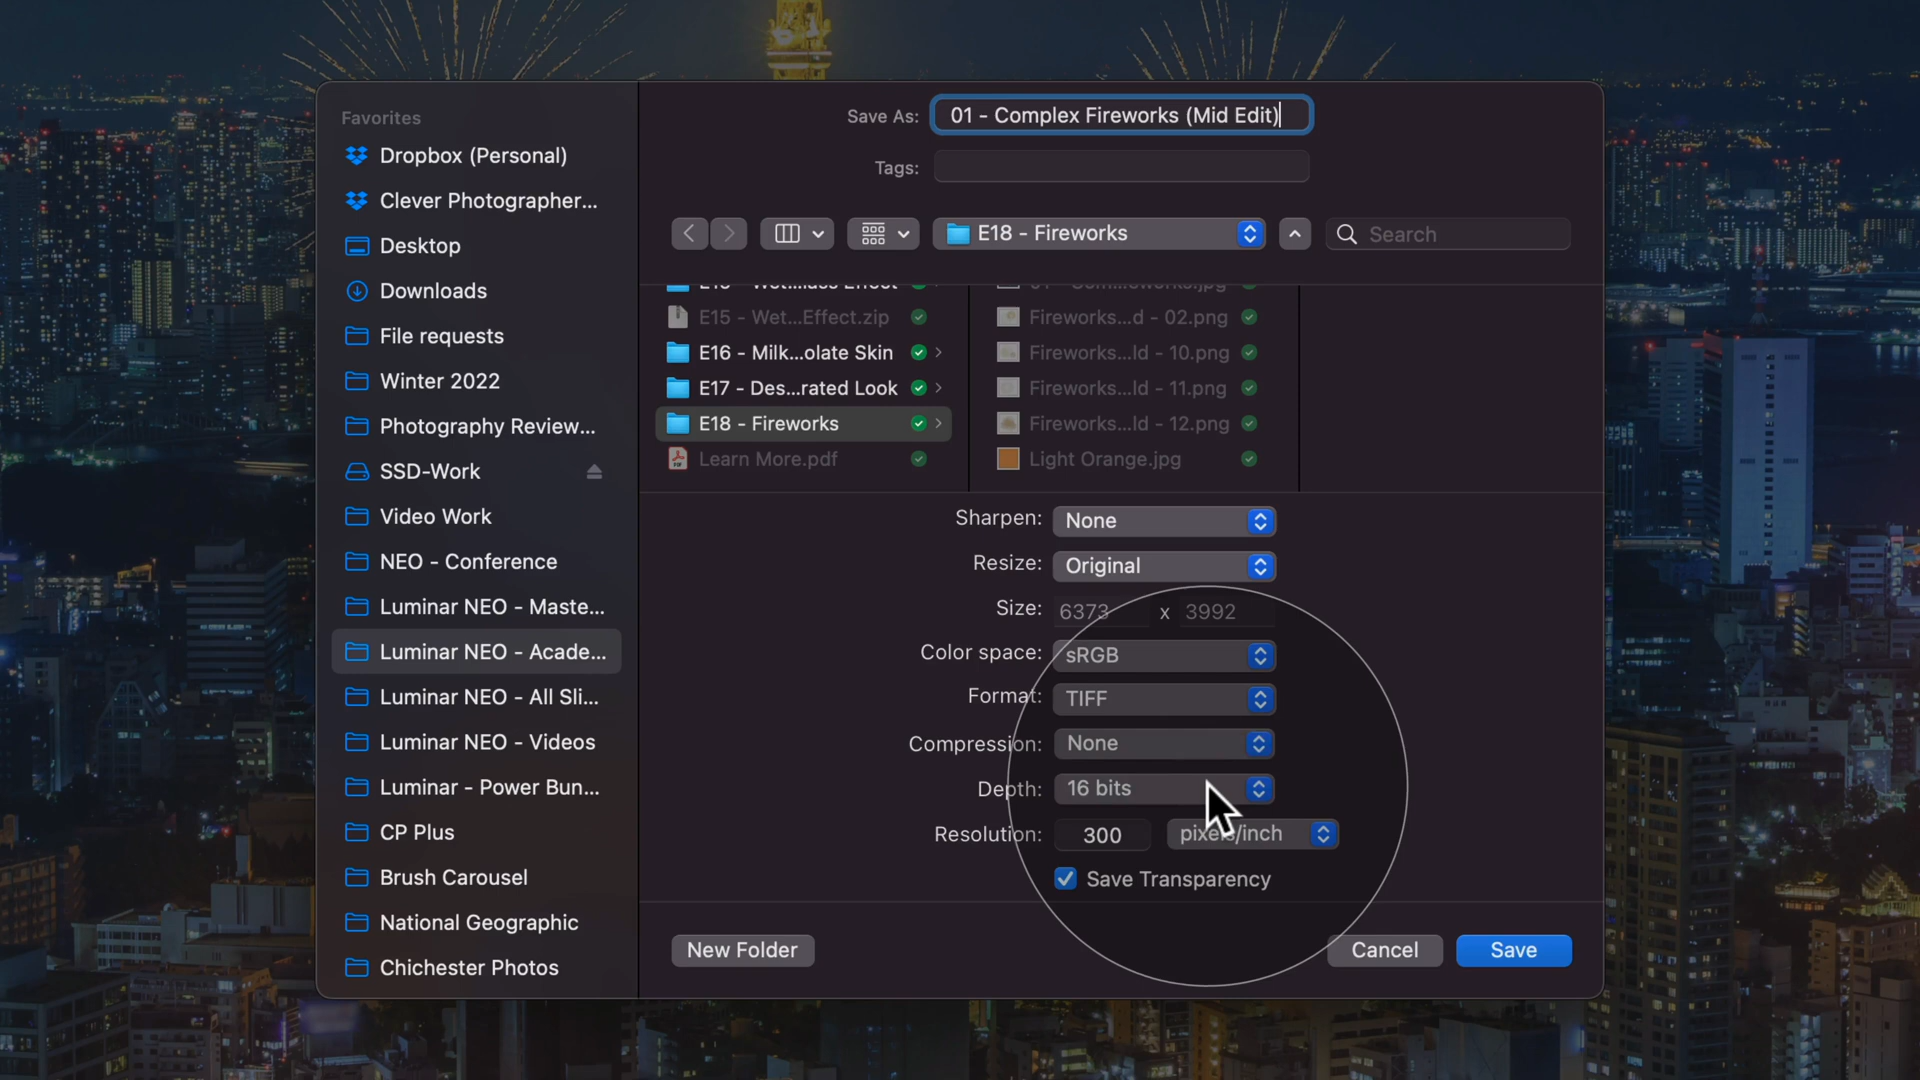 Favorites
Dropbox (Personal)
Clever Photographer...
Desktop
Downloads
File requests
Winter 2022
Photography Review...
SSD-Work
Video Work
NEO - Conference
Luminar NEO - Maste...
Luminar NEO - Acade...
Luminar NEO - All Sli...
Luminar NEO - Videos
Luminar - Power Bun...
CP Plus
Brush Carousel
National Geographic
Chichester Photos
Save As: 01 - Complex Fireworks (Mid Edit)
Tags:
E18 - Fireworks
Search
E15 - Wet...Effect.zip
E16 - Milk...olate Skin
E17 - Des...rated Look
E18 - Fireworks
Learn More.pdf
Fireworks...d - 02.png
Fireworks...ld - 10.png
Fireworks...ld - 11.png
Fireworks...ld - 12.png
Light Orange.jpg
Sharpen: None
Resize: Original
Size: 6373 x 3992
Color space: sRGB
Format: TIFF
Compression: None
Depth: 16 bits
Resolution: 300 pixels/inch
Save Transparency
New Folder
Cancel
Save